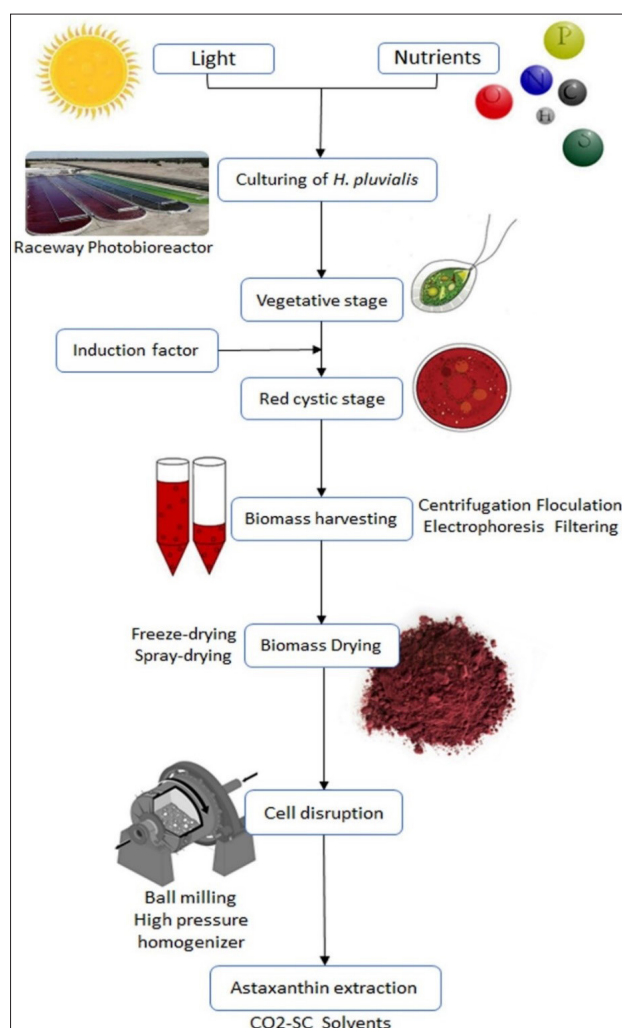 Light
Nutrients
P
O
N
C
H
S
Culturing of H. pluvialis
Raceway Photobioreactor
Vegetative stage
Induction factor
Red cystic stage
Biomass harvesting
Centrifugation Floculation
Electrophoresis Filtering
Freeze-drying
Spray-drying
Biomass Drying
Cell disruption
Ball milling
High pressure
homogenizer
Astaxanthin extraction
CO2-SC Solvents